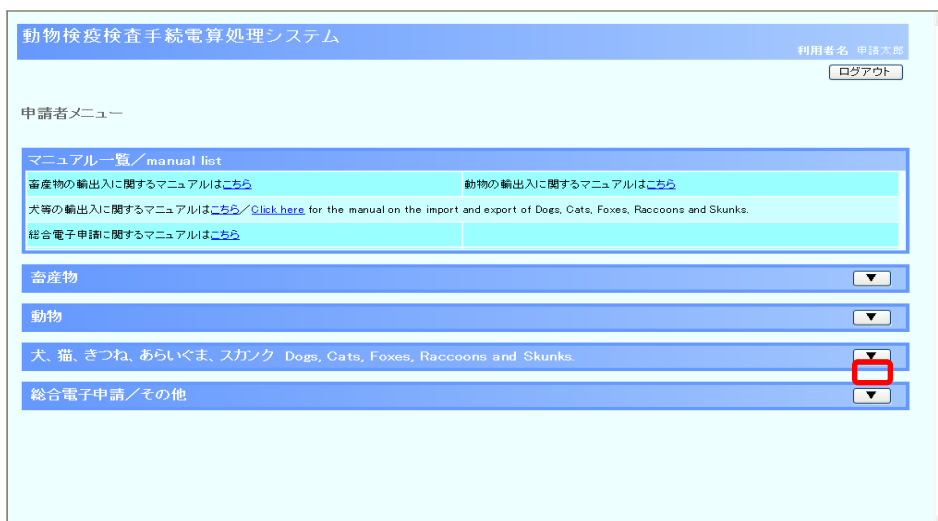 動物検疫検査手続電算処理システム
利用者名 申請太郎
ログアウト
申請者メニュー
マニュアル一覧／manual list
畜産物の輸出入に関するマニュアルはこちら
動物の輸出入に関するマニュアルはこちら
犬等の輸出入に関するマニュアルはこちら／Click here for the manual on the import and export of Dogs, Cats, Foxes, Raccoons and Skunks.
総合電子申請に関するマニュアルはこちら
畜産物 ▼
動物 ▼
犬、猫、きつね、あらいぐま、スカンク Dogs, Cats, Foxes, Raccoons and Skunks. ▼
総合電子申請／その他 ▼